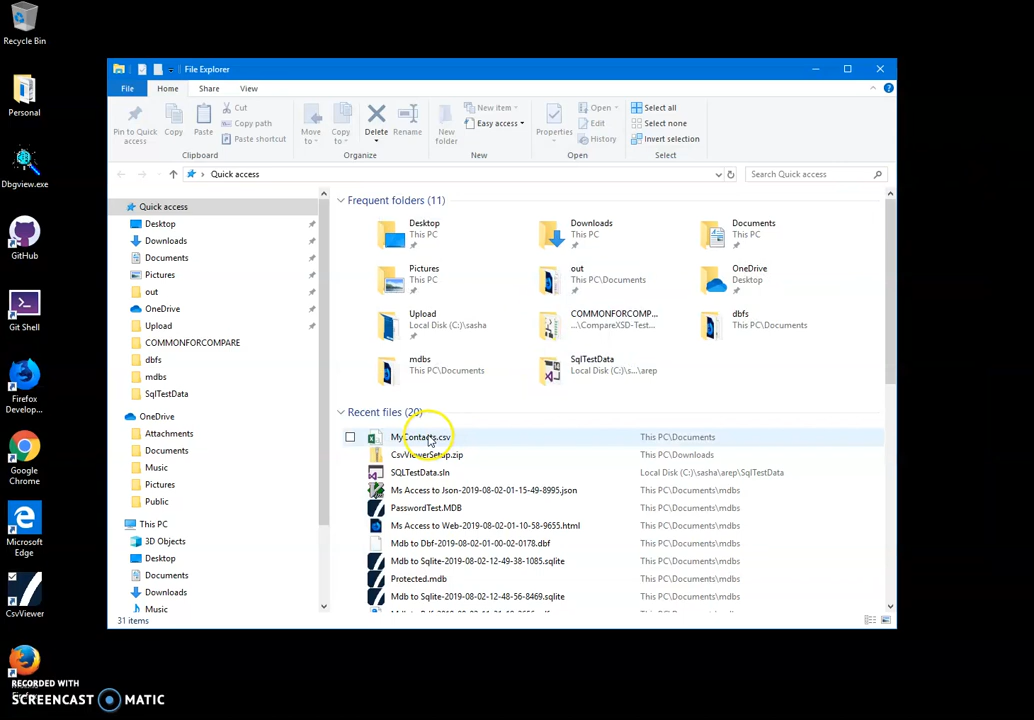 Recycle Bin
Personal
Dbgview.exe
GitHub
Git Shell
Firefox
Develop...
Google
Chrome
Microsoft
Edge
CsvViewer
RECORDED WITH
SCREENCAST MATIC
File Explorer
File Home Share View
Pin to Quick
access
Copy
Paste
Cut
Copy path
Paste shortcut
Clipboard
Move
to
Copy
to
Delete
Rename
Organize
New
folder
New item
Easy access
New
Properties
Open
Edit
History
Open
Select all
Select none
Invert selection
Select
Quick access
Search Quick access
Quick access
Desktop
Downloads
Documents
Pictures
out
OneDrive
Upload
COMMONFORCOMPARE
dbfs
mdbs
SqlTestData
OneDrive
Attachments
Documents
Music
Pictures
Public
This PC
3D Objects
Desktop
Documents
Downloads
Music
Frequent folders (11)
Desktop
This PC
Downloads
This PC
Documents
This PC
Pictures
This PC
out
This PC\Documents
OneDrive
Desktop
Upload
Local Disk (C:)\sasha
COMMONFORCOMP...
...\CompareXSD-Test...
dbfs
This PC\Documents
mdbs
This PC\Documents
SqlTestData
Local Disk (C:)\s...\arep
Recent files (20)
MyContacts.csv This PC\Documents
CsvViewerSetup.zip This PC\Downloads
SQLTestData.sln Local Disk (C:)\sasha\arep\SqlTestData
Ms Access to Json-2019-08-02-01-15-49-8995.json This PC\Documents\mdbs
PasswordTest.MDB This PC\Documents\mdbs
Ms Access to Web-2019-08-02-01-10-58-9655.html This PC\Documents\mdbs
Mdb to Dbf-2019-08-02-01-00-02-0178.dbf This PC\Documents\mdbs
Mdb to Sqlite-2019-08-02-12-49-38-1085.sqlite This PC\Documents\mdbs
Protected.mdb This PC\Documents\mdbs
Mdb to Sqlite-2019-08-02-12-48-56-8469.sqlite This PC\Documents\mdbs
31 items